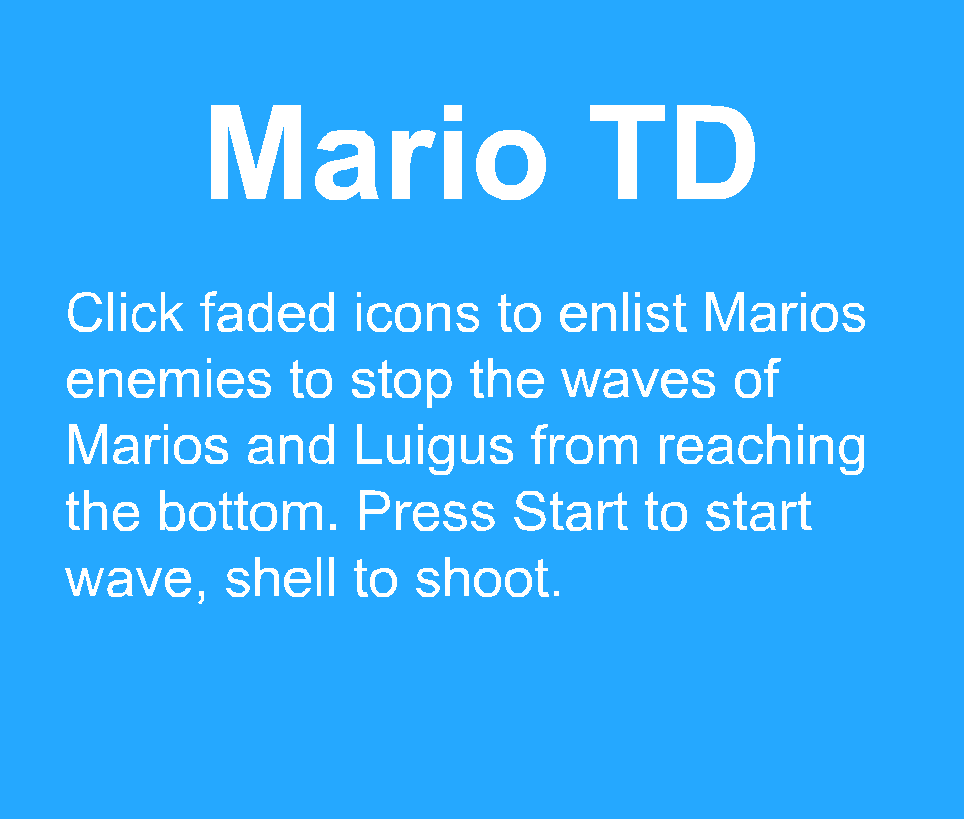 Mario TD
Click faded icons to enlist Marios
enemies to stop the waves of
Marios and Luigus from reaching
the bottom. Press Start to start
wave, shell to shoot.